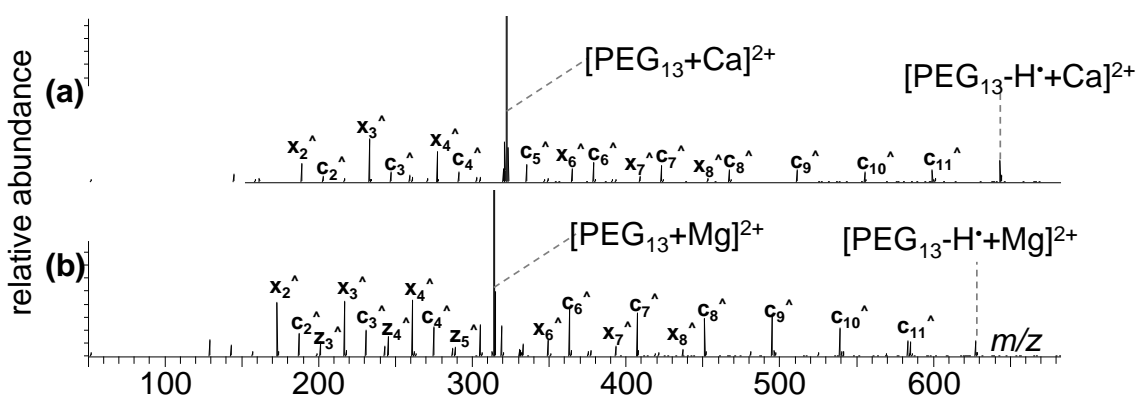 relative abundance
(a)
[PEG₁₃+Ca]²⁺
[PEG₁₃-H•+Ca]²⁺
x₂^ c₂^ x₃^ c₃^ x₄^ c₄^ c₅^ x₆^ c₆^ x₇^ c₇^ x₈^ c₈^ c₉^ c₁₀^ c₁₁^
(b)
[PEG₁₃+Mg]²⁺
[PEG₁₃-H•+Mg]²⁺
x₂^ c₂^ z₃^ x₃^ c₃^ z₄^ x₄^ c₄^ z₅^ x₆^ c₆^ x₇^ c₇^ x₈^ c₈^ c₉^ c₁₀^ c₁₁^
m/z
100 200 300 400 500 600